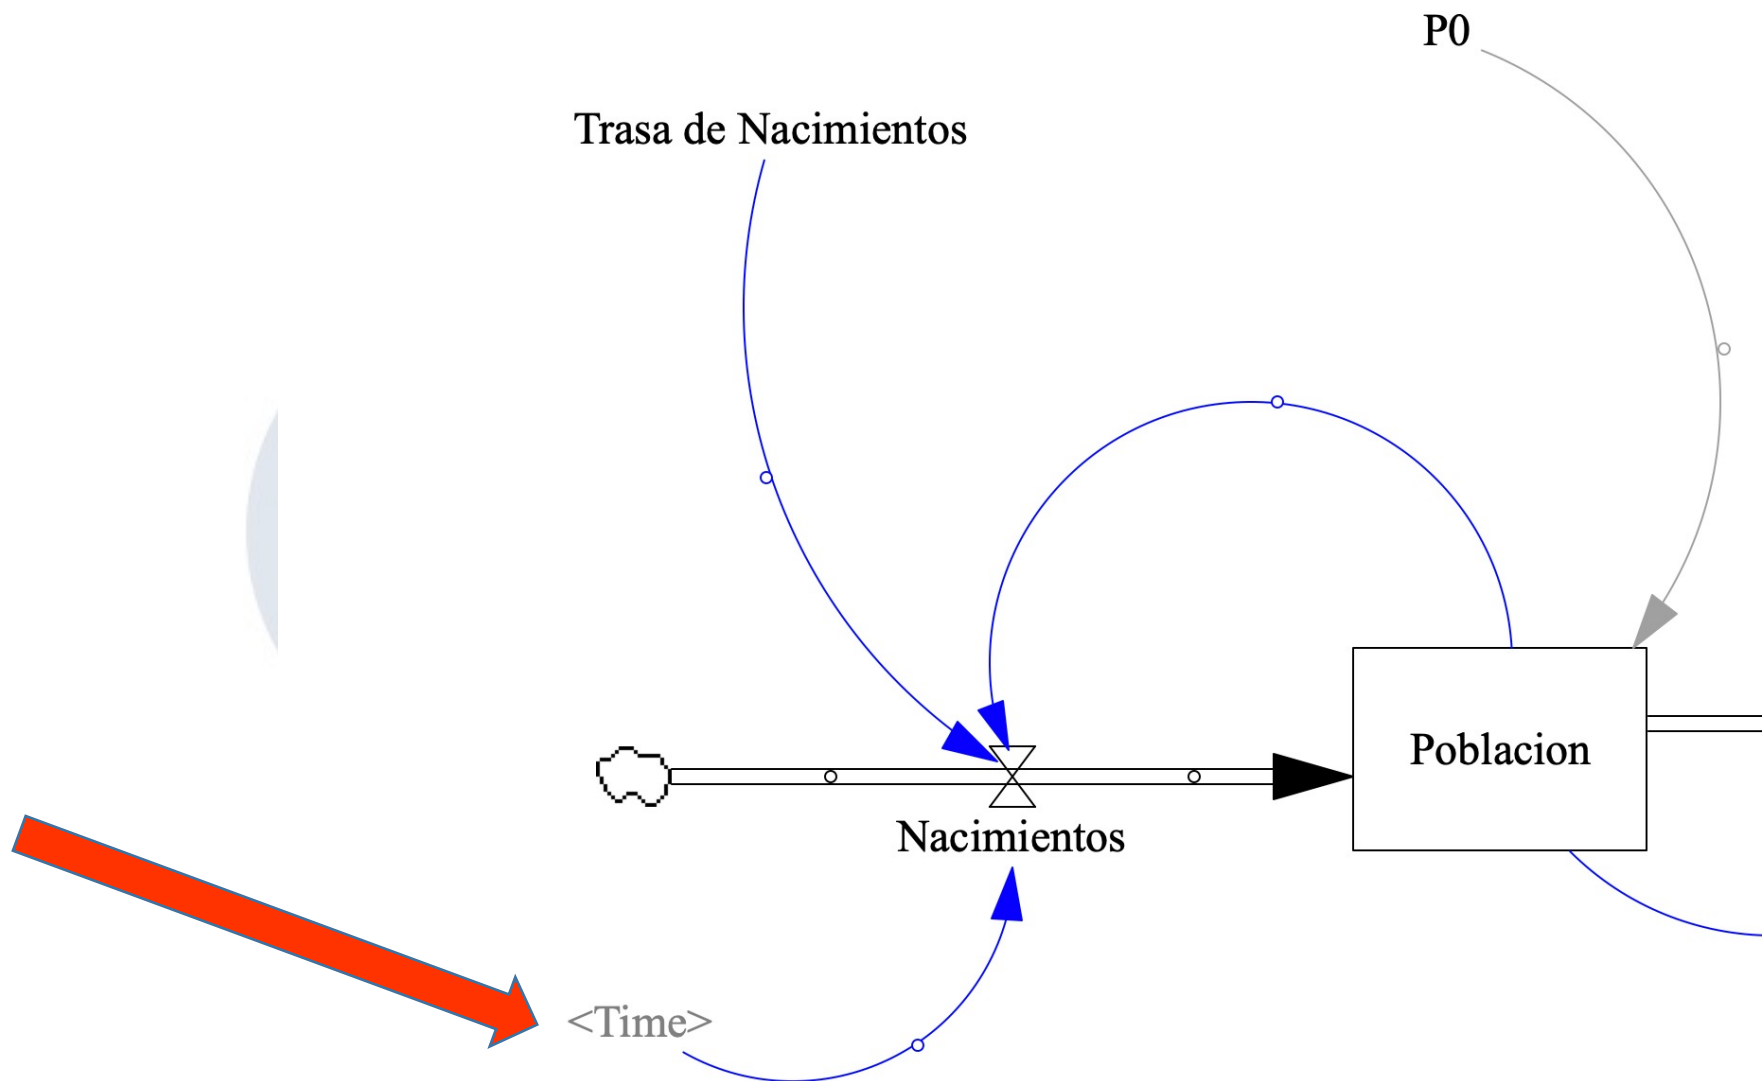 P0
Trasa de Nacimientos
Poblacion
Nacimientos
<Time>